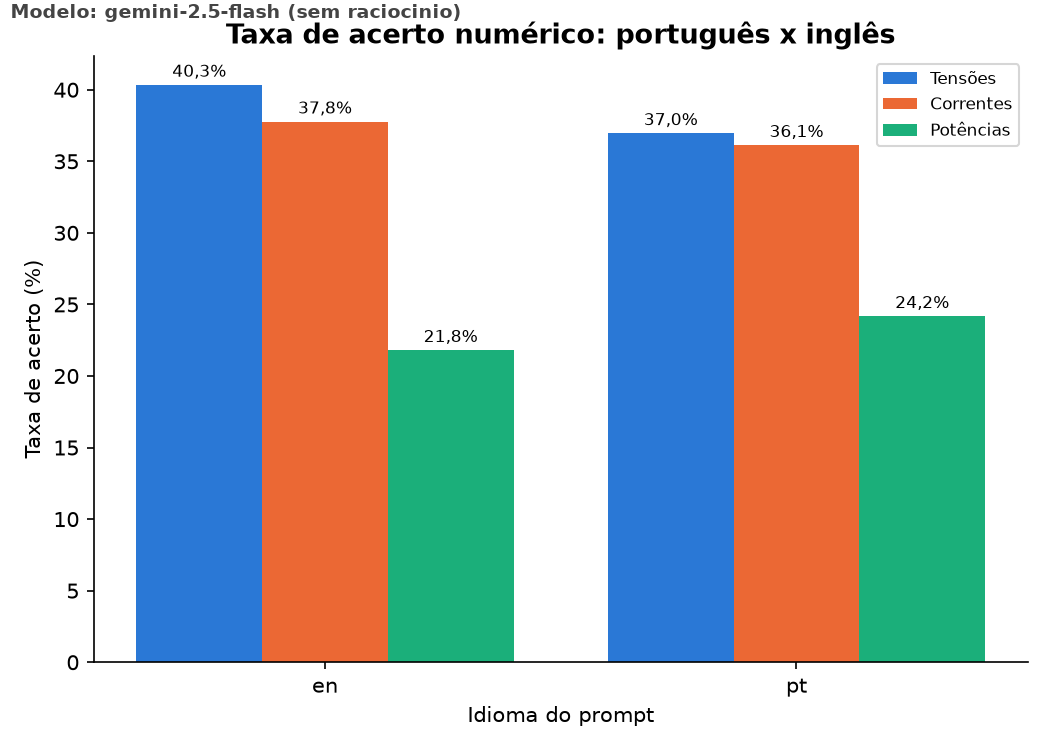 Modelo: gemini-2.5-flash (sem raciocinio)
Taxa de acerto numérico: português x inglês
Tensões
Correntes
Potências
40,3%
37,8%
21,8%
37,0%
36,1%
24,2%
Taxa de acerto (%)
40
35
30
25
20
15
10
5
0
en
pt
Idioma do prompt